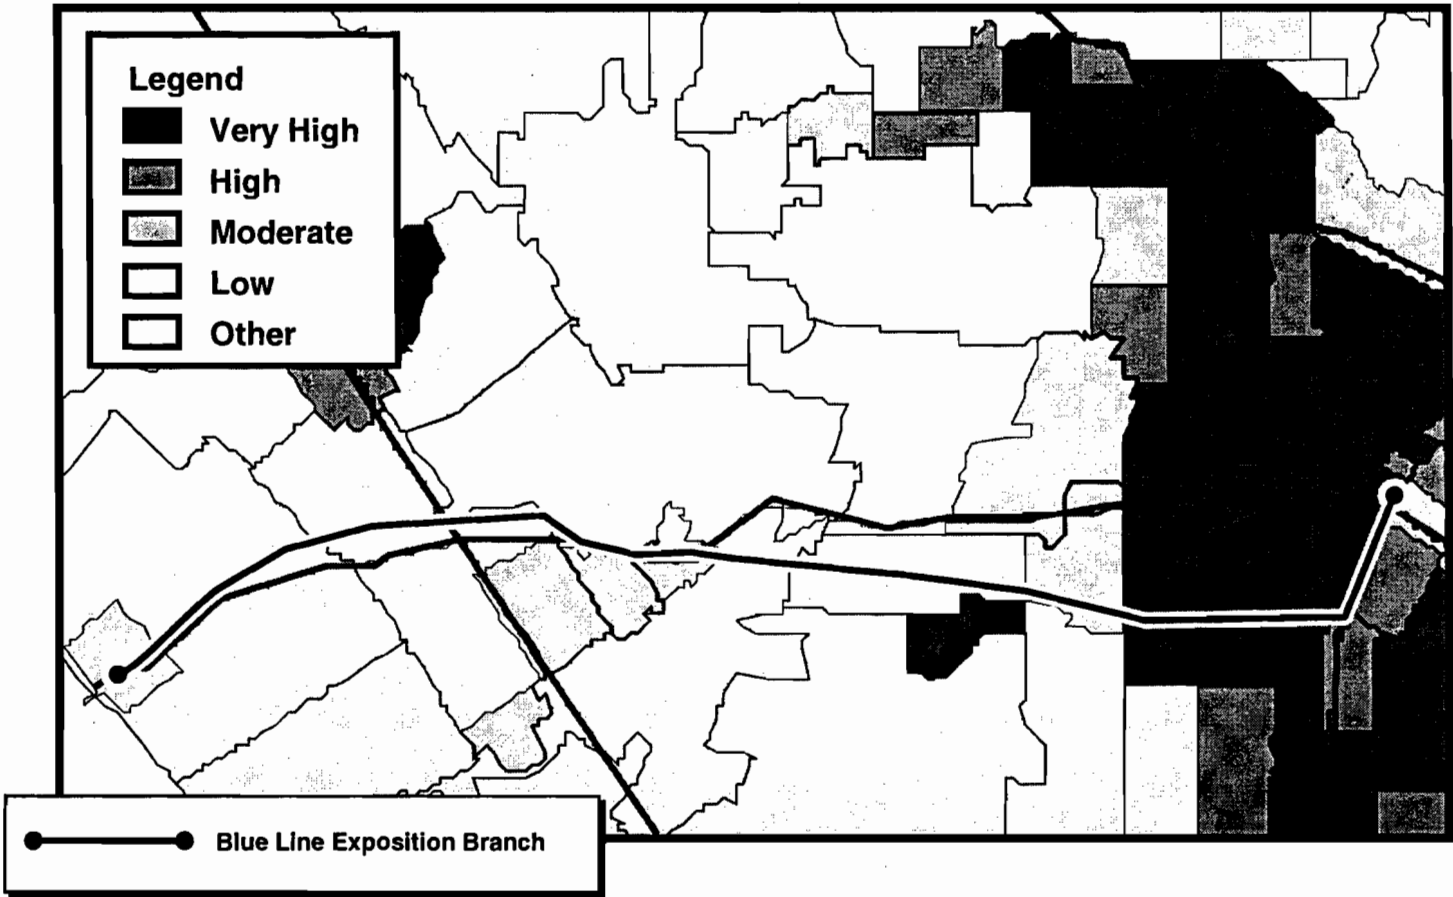 Legend
Very High
High
Moderate
Low
Other
Blue Line Exposition Branch